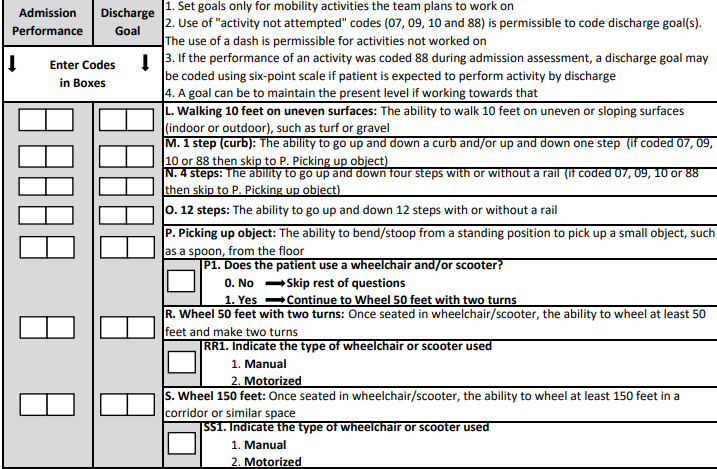 Admission
Performance
Discharge
Goal
Enter Codes
in Boxes
1. Set goals only for mobility activities the team plans to work on
2. Use of "activity not attempted" codes (07, 09, 10 and 88) is permissible to code discharge goal(s).
The use of a dash is permissible for activities not worked on
3. If the performance of an activity was coded 88 during admission assessment, a discharge goal may
be coded using six-point scale if patient is expected to perform activity by discharge
4. A goal can be to maintain the present level if working towards that
L. Walking 10 feet on uneven surfaces: The ability to walk 10 feet on uneven or sloping surfaces
(indoor or outdoor), such as turf or gravel
M. 1 step (curb): The ability to go up and down a curb and/or up and down one step (if coded 07, 09,
10 or 88 then skip to P. Picking up object)
N. 4 steps: The ability to go up and down four steps with or without a rail (if coded 07, 09, 10 or 88
then skip to P. Picking up object)
O. 12 steps: The ability to go up and down 12 steps with or without a rail
P. Picking up object: The ability to bend/stoop from a standing position to pick up a small object, such
as a spoon, from the floor
P1. Does the patient use a wheelchair and/or scooter?
0. No ➡Skip rest of questions
1. Yes ➡Continue to Wheel 50 feet with two turns
R. Wheel 50 feet with two turns: Once seated in wheelchair/scooter, the ability to wheel at least 50
feet and make two turns
RR1. Indicate the type of wheelchair or scooter used
1. Manual
2. Motorized
S. Wheel 150 feet: Once seated in wheelchair/scooter, the ability to wheel at least 150 feet in a
corridor or similar space
SS1. Indicate the type of wheelchair or scooter used
1. Manual
2. Motorized